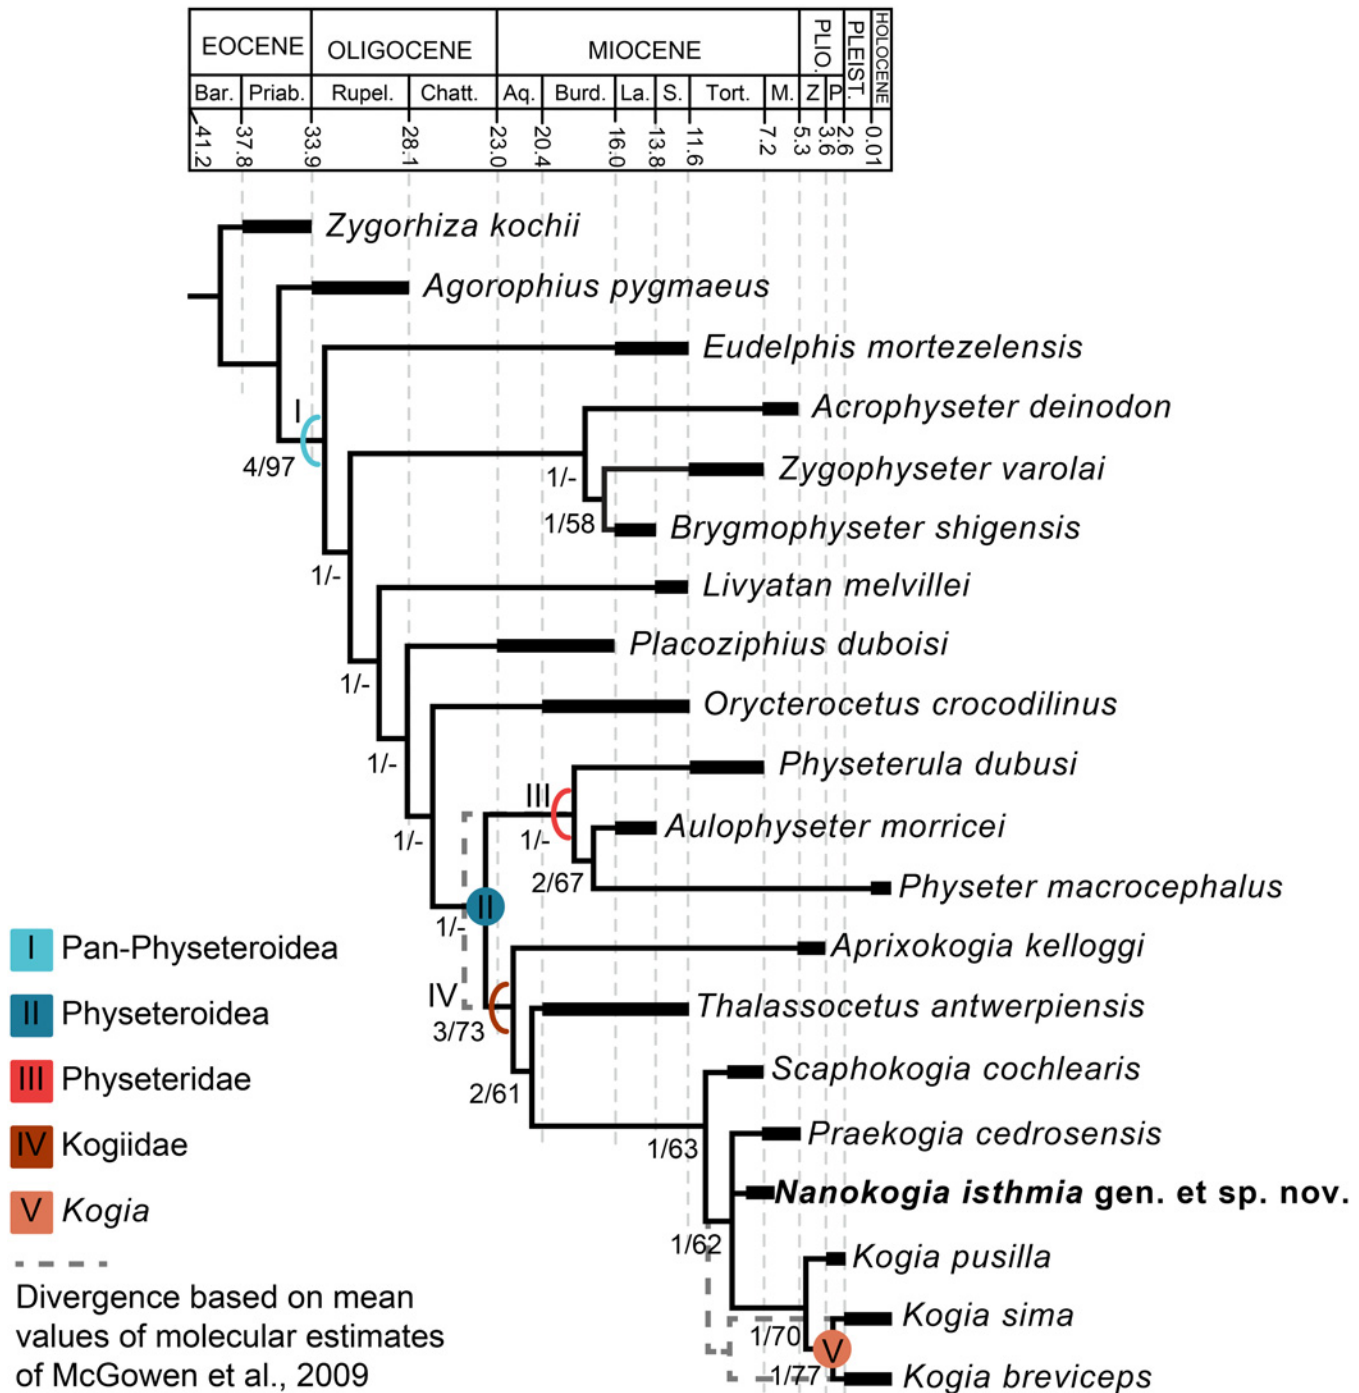 EOCENE OLIGOCENE MIOCENE PLIO. PLEIST. HOLOCENE
Bar. Priab. Rupel. Chatt. Aq. Burd. La. S. Tort. M. Z P.
41.2 37.8 33.9 28.1 23.0 20.4 16.0 13.8 11.6 7.2 5.3 3.6 2.6 0.01
Zygorhiza kochii
Agorophius pygmaeus
Eudelphis mortezelensis
I
Acrophyseter deinodon
4/97
Zygophyseter varolai
1/-
1/58
Brygmophyseter shigensis
1/-
Livyatan melvillei
Placoziphius duboisi
1/-
Orycterocetus crocodilinus
1/-
Physeterula dubusi
III
Aulophyseter morricei
1/-
1/-
2/67
Physeter macrocephalus
II
1/-
Aprixokogia kelloggi
IV
Thalassocetus antwerpiensis
3/73
Scaphokogia cochlearis
2/61
Praekogia cedrosensis
1/63
Nanokogia isthmia gen. et sp. nov.
1/62
Kogia pusilla
Kogia sima
1/70
V
1/77
Kogia breviceps
I Pan-Physeteroidea
II Physeteroidea
III Physeteridae
IV Kogiidae
V Kogia
Divergence based on mean
values of molecular estimates
of McGowen et al., 2009